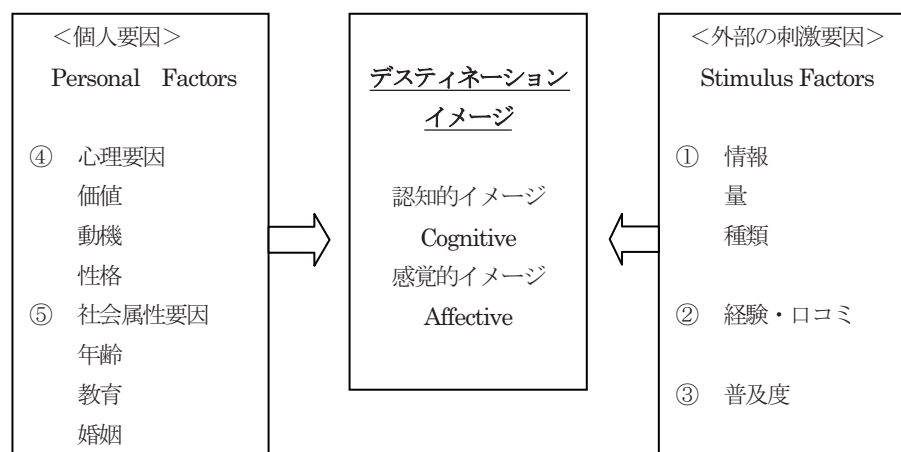 ＜個人要因＞
Personal Factors
④ 心理要因
価値
動機
性格
⑤ 社会属性要因
年齢
教育
婚姻
デスティネーション
イメージ
認知的イメージ
Cognitive
感覚的イメージ
Affective
＜外部の刺激要因＞
Stimulus Factors
① 情報
量
種類
② 経験・口コミ
③ 普及度